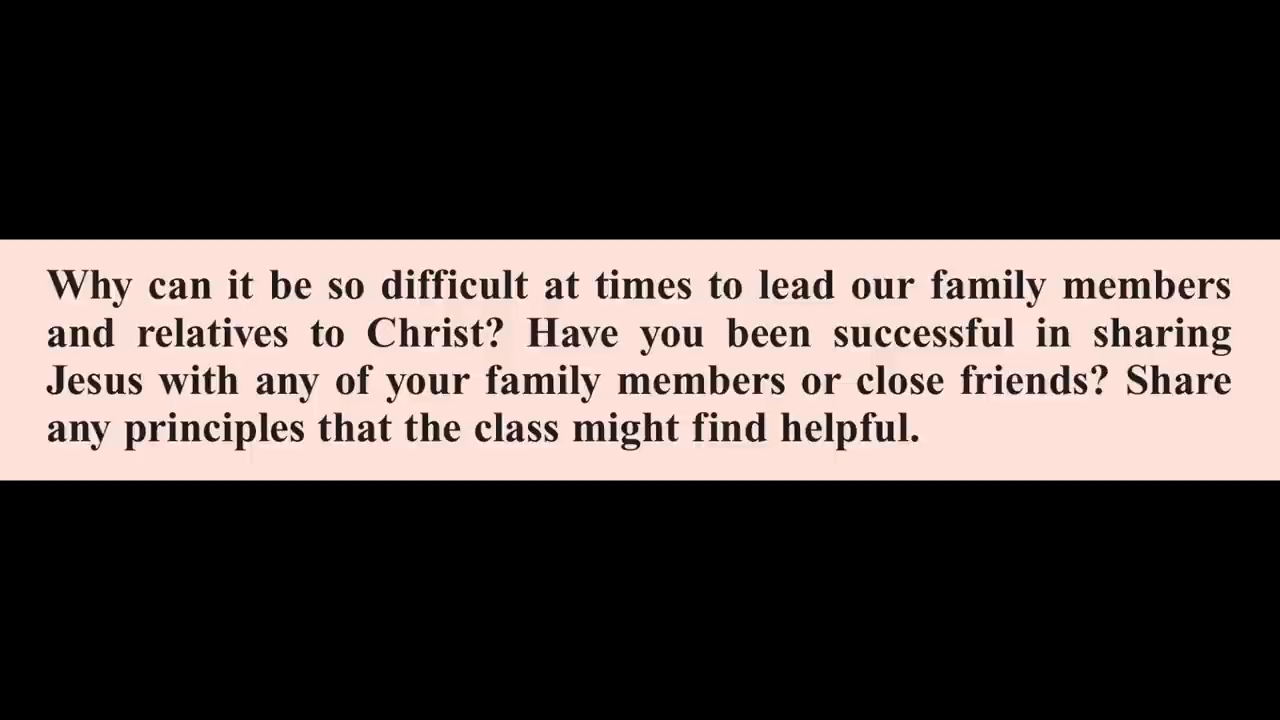 Why can it be so difficult at times to lead our family members
and relatives to Christ? Have you been successful in sharing
Jesus with any of your family members or close friends? Share
any principles that the class might find helpful.